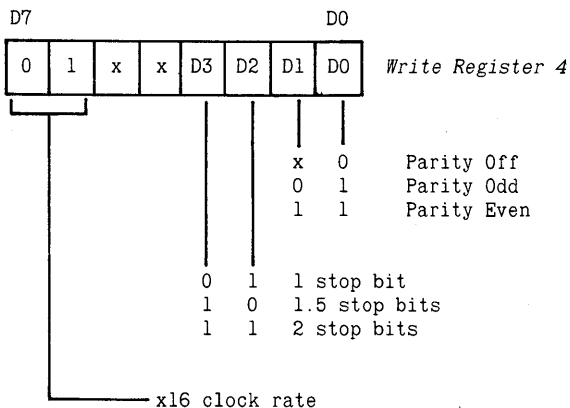 D7 D0
0 1 x x D3 D2 D1 D0 Write Register 4
x 0 Parity Off
0 1 Parity Odd
1 1 Parity Even
0 1 1 stop bit
1 0 1.5 stop bits
1 1 2 stop bits
x16 clock rate